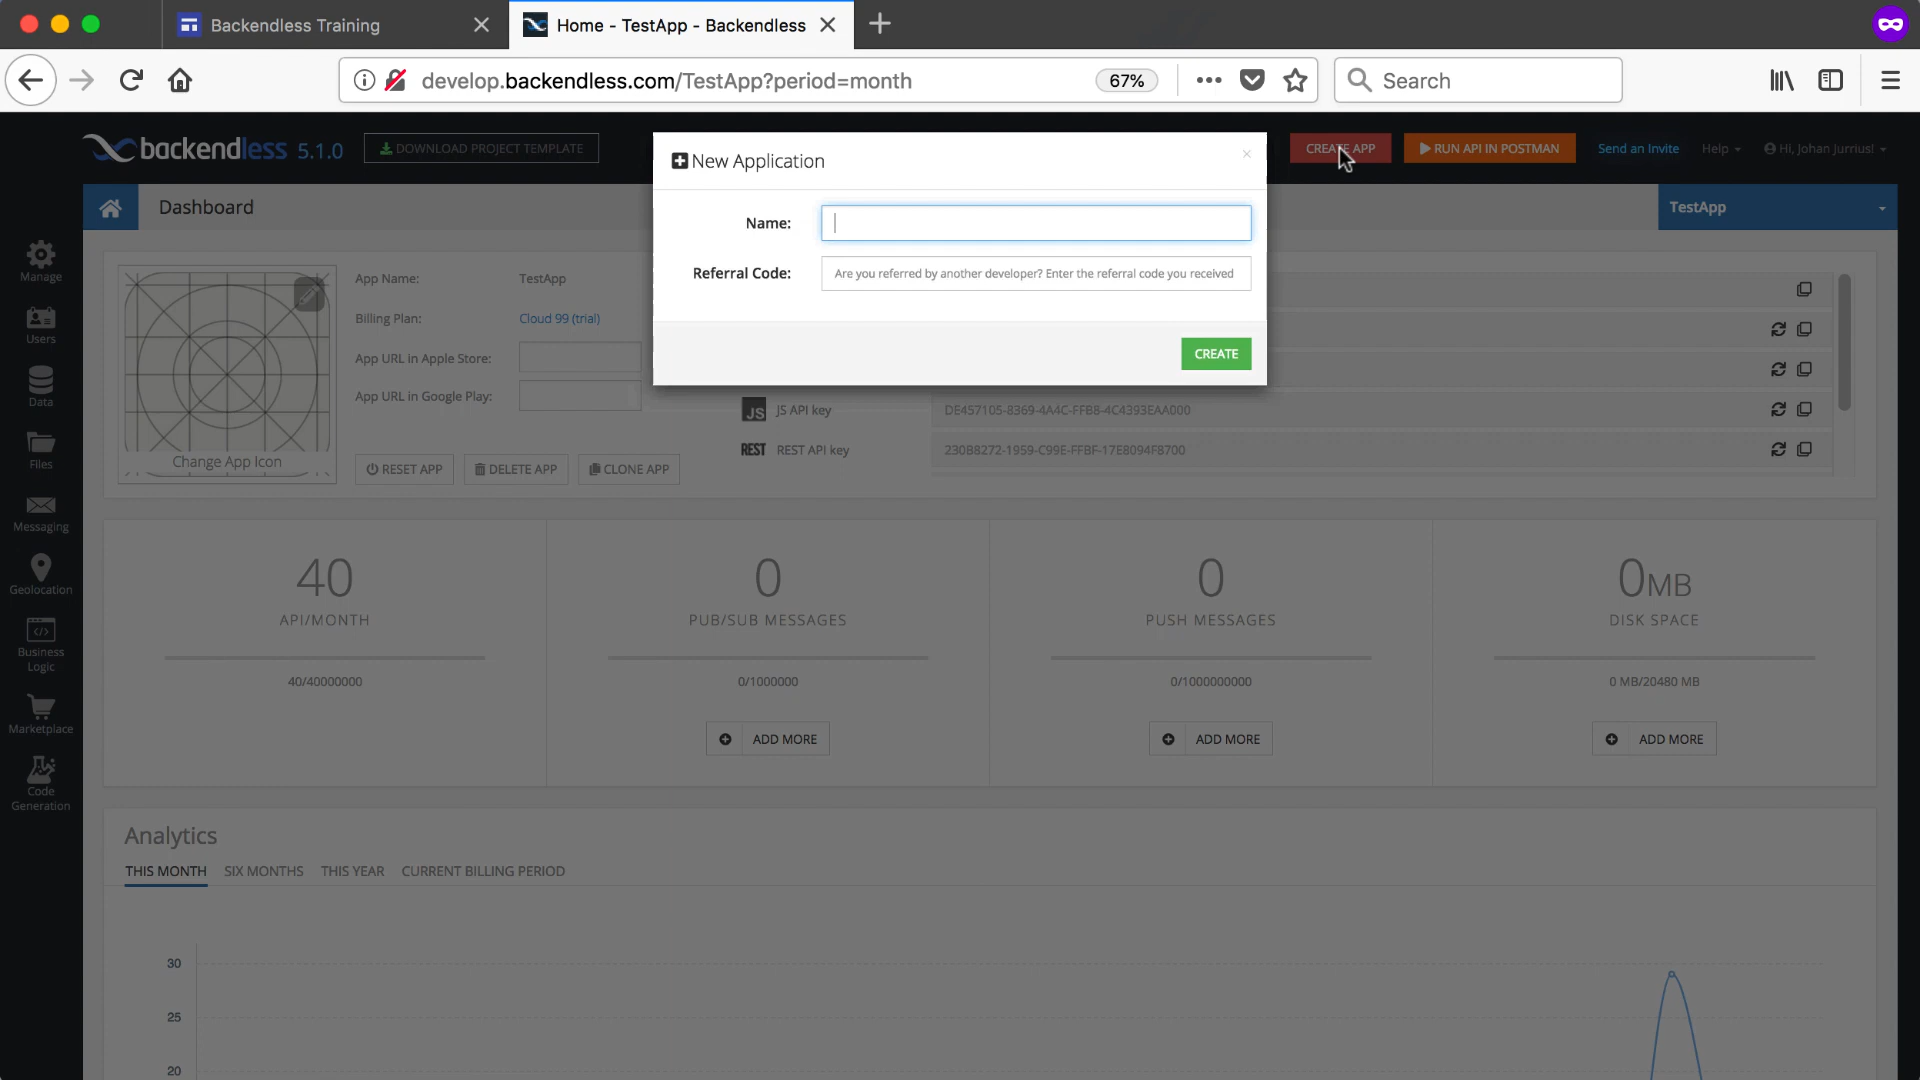 Backendless Training
Home - TestApp - Backendless
develop.backendless.com/TestApp?period=month
67%
Search
backendless 5.1.0
DOWNLOAD PROJECT TEMPLATE
CREATE APP
RUN API IN POSTMAN
Send an Invite
Help
Hi, Johan Jurrius!
New Application
×
Name:
Referral Code:
Are you referred by another developer? Enter the referral code you received
CREATE
Dashboard
TestApp
Manage
Users
Data
Files
Messaging
Geolocation
Business
Logic
Marketplace
Code
Generation
Change App Icon
App Name:
TestApp
Billing Plan:
Cloud 99 (trial)
App URL in Apple Store:
App URL in Google Play:
RESET APP
DELETE APP
CLONE APP
JS
JS API key
DE457105-8369-4A4C-FFB8-4C4393EAA000
REST
REST API key
230B8272-1959-C99E-FFBF-17E8094F8700
40
API/MONTH
40/40000000
0
PUB/SUB MESSAGES
0/1000000
ADD MORE
0
PUSH MESSAGES
0/1000000000
ADD MORE
0MB
DISK SPACE
0 MB/20480 MB
ADD MORE
Analytics
THIS MONTH
SIX MONTHS
THIS YEAR
CURRENT BILLING PERIOD
30
25
20